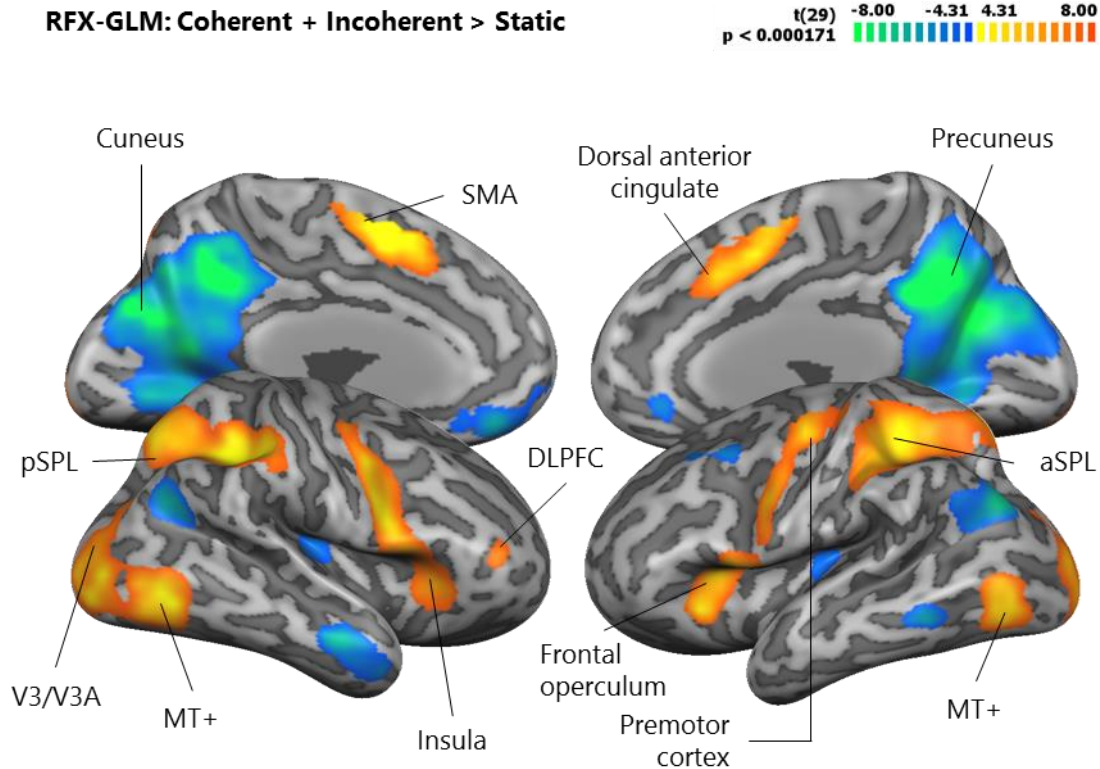 RFX-GLM: Coherent + Incoherent > Static
t(29) -8.00 -4.31 4.31 8.00
p < 0.000171
Cuneus
SMA
Dorsal anterior
cingulate
Precuneus
pSPL
DLPFC
aSPL
V3/V3A
MT+
Insula
Frontal
operculum
Premotor
cortex
MT+